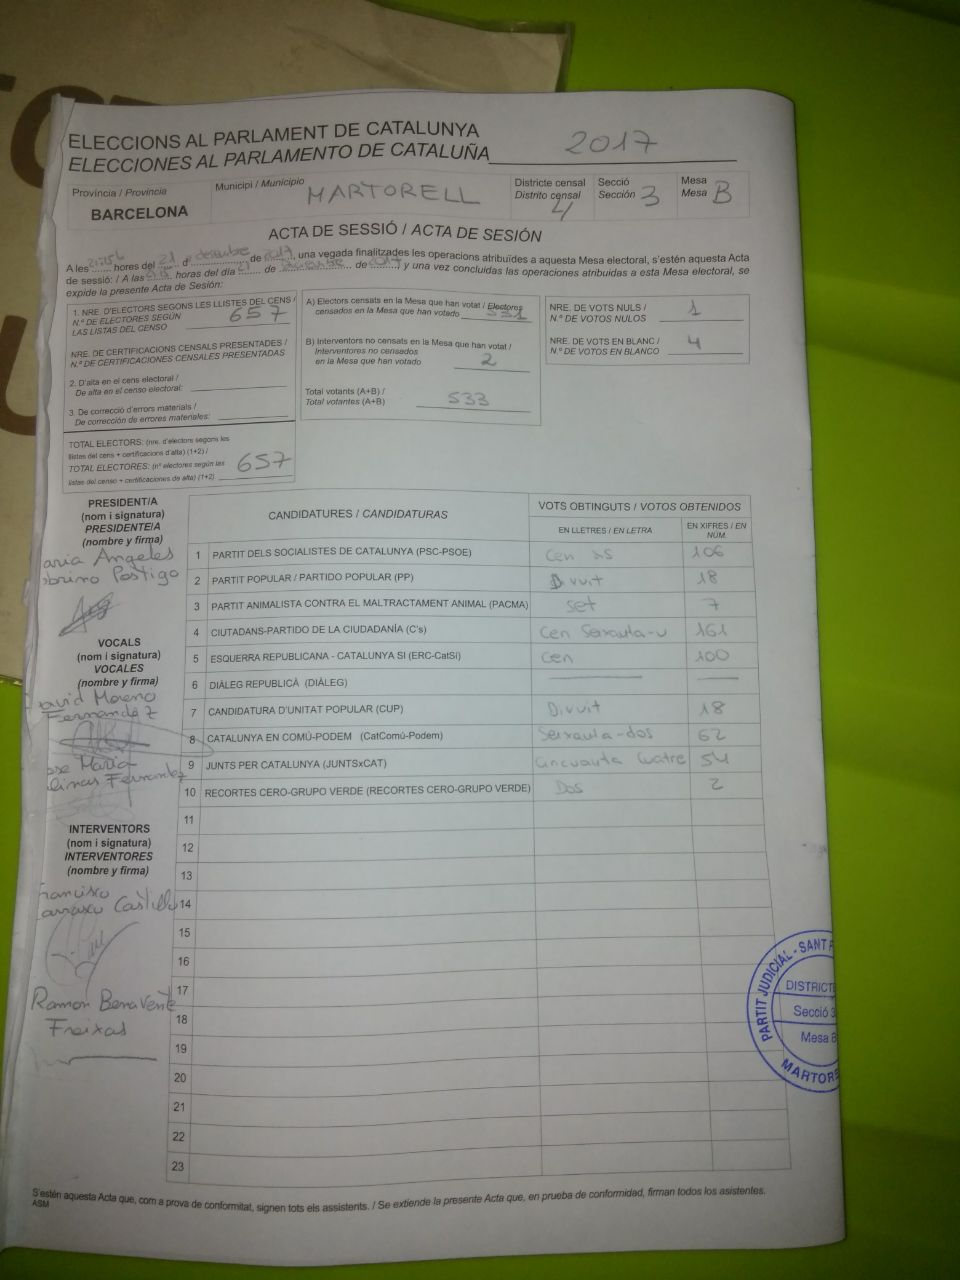 ELECCIONS AL PARLAMENT DE CATALUNYA
ELECCIONES AL PARLAMENTO DE CATALUÑA 2017
Província / Provincia
BARCELONA
Municipi / Municipio
MARTORELL
Districte censal
Distrito censal
4
Secció
Sección 3
Mesa
Mesa B
ACTA DE SESSIÓ / ACTA DE SESIÓN
A les hores del 21 d desembre de 2017, una vegada finalitzades les operacions atribuïdes a aquesta Mesa electoral, s'estén aquesta Acta
de sessió: / A las horas del día 21 de de 2017, y una vez concluidas las operaciones atribuidas a esta Mesa electoral, se
expide la presente Acta de Sesión:
1. NRE. D'ELECTORS SEGONS LES LLISTES DEL CENS /
N.º DE ELECTORES SEGÚN
LAS LISTAS DEL CENSO 657
NRE. DE CERTIFICACIONS CENSALS PRESENTADES /
N.º DE CERTIFICACIONES CENSALES PRESENTADAS
2. D'alta en el cens electoral /
De alta en el censo electoral:
3. De correcció d'errors materials /
De corrección de errores materiales:
TOTAL ELECTORS: (nre. d'electors segons les
llistes del cens + certificacions d'alta) (1+2) /
TOTAL ELECTORES: (nº electores según las
listas del censo + certificaciones de alta) (1+2) 657
A) Electors censats en la Mesa que han votat / Electores
censados en la Mesa que han votado 531
B) Interventors no censats en la Mesa que han votat /
Interventores no censados
en la Mesa que han votado 2
Total votants (A+B) /
Total votantes (A+B) 533
NRE. DE VOTS NULS /
N.º DE VOTOS NULOS 1
NRE. DE VOTS EN BLANC /
N.º DE VOTOS EN BLANCO 4
PRESIDENT/A
(nom i signatura)
PRESIDENTE/A
(nombre y firma)
aria Angeles
obrino Postigo
VOCALS
(nom i signatura)
VOCALES
(nombre y firma)
avid Moreno
Fernandez
ose Maria
linas Fernandez
INTERVENTORS
(nom i signatura)
INTERVENTORES
(nombre y firma)
rancisco
arrasco Castillo
Ramon Benavente
Freixas
CANDIDATURES / CANDIDATURAS
VOTS OBTINGUTS / VOTOS OBTENIDOS
EN LLETRES / EN LETRA
EN XIFRES / EN NÚM.
1 PARTIT DELS SOCIALISTES DE CATALUNYA (PSC-PSOE) Cen sis 106
2 PARTIT POPULAR / PARTIDO POPULAR (PP) Divuit 18
3 PARTIT ANIMALISTA CONTRA EL MALTRACTAMENT ANIMAL (PACMA) set 7
4 CIUTADANS-PARTIDO DE LA CIUDADANÍA (C's) Cen Seixanta-u 161
5 ESQUERRA REPUBLICANA - CATALUNYA SI (ERC-CatSí) Cen 100
6 DIÀLEG REPUBLICÀ (DIÀLEG)
7 CANDIDATURA D'UNITAT POPULAR (CUP) Divuit 18
8 CATALUNYA EN COMÚ-PODEM (CatComú-Podem) Seixanta-dos 62
9 JUNTS PER CATALUNYA (JUNTSxCAT) Cincuanta Cuatre 54
10 RECORTES CERO-GRUPO VERDE (RECORTES CERO-GRUPO VERDE) Dos 2
11
12
13
14
15
16
17
18
19
20
21
22
23
PARTIT JUDICIAL - SANT F
DISTRICTE
Secció 3
Mesa B
MARTORE
S'estén aquesta Acta que, com a prova de conformitat, signen tots els assistents. / Se extiende la presente Acta que, en prueba de conformidad, firman todos los asistentes.
ASM